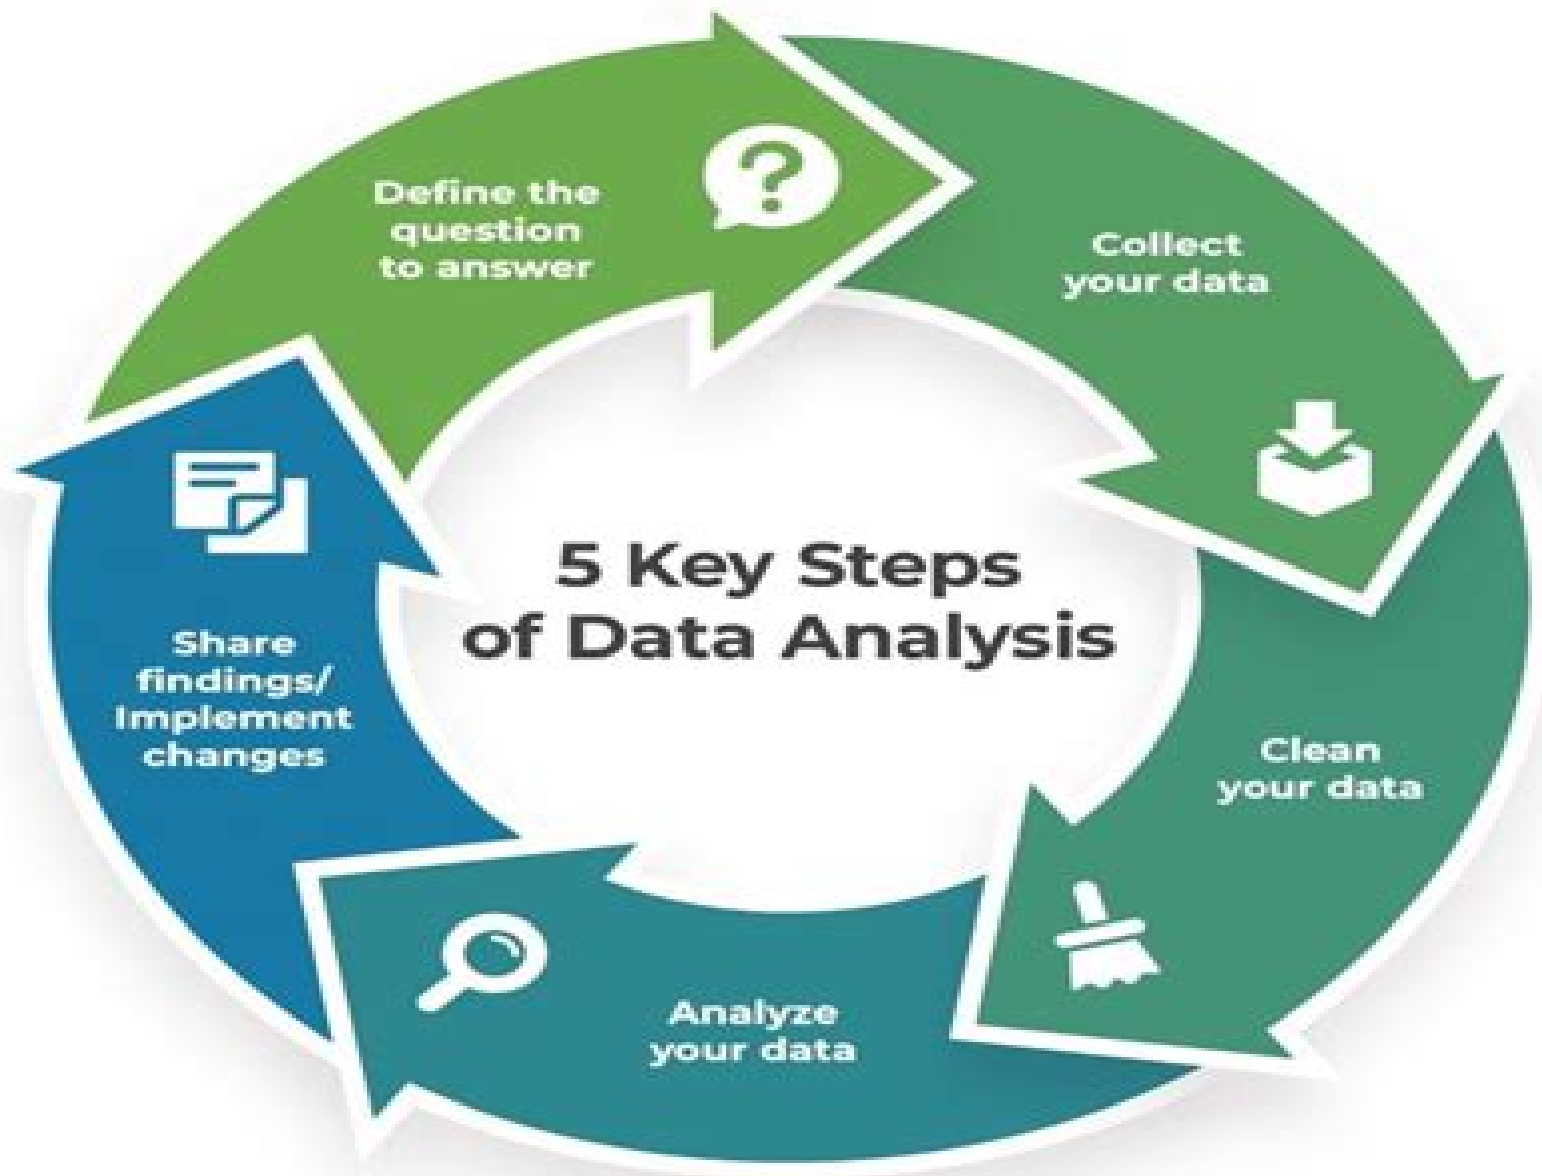 Define the
question
to answer
Collect
your data
Clean
your data
Analyze
your data
Share
findings/
Implement
changes
5 Key Steps
of Data Analysis